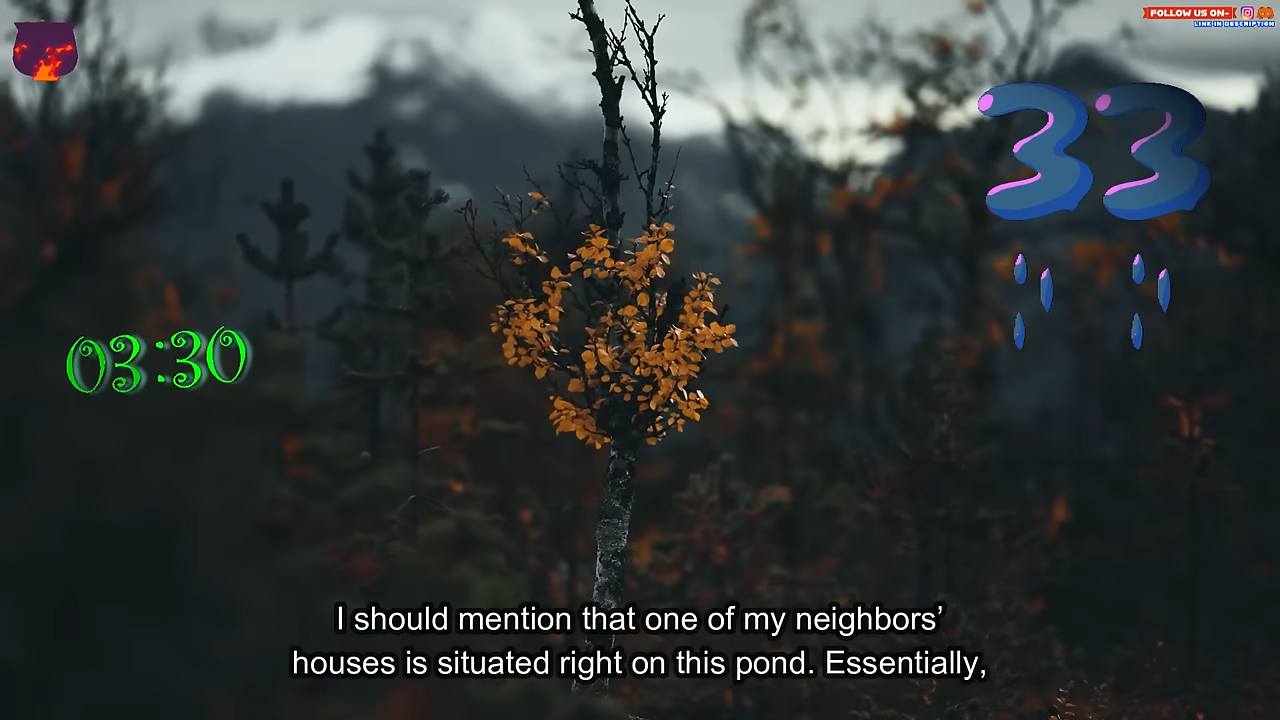 FOLLOW US ON-
LINK IN DESCRIPTION
33
03:30
I should mention that one of my neighbors’
houses is situated right on this pond. Essentially,